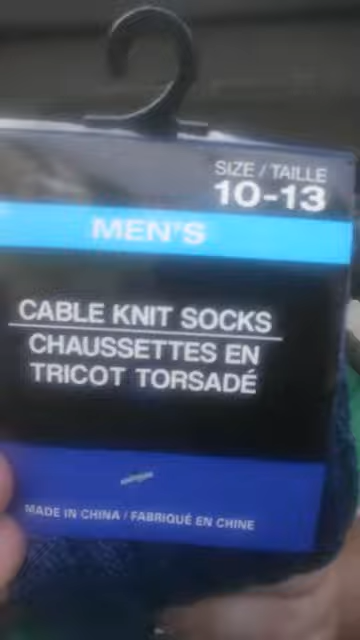 SIZE / TAILLE
10-13
MEN'S
CABLE KNIT SOCKS
CHAUSSETTES EN
TRICOT TORSADÉ
MADE IN CHINA / FABRIQUÉ EN CHINE